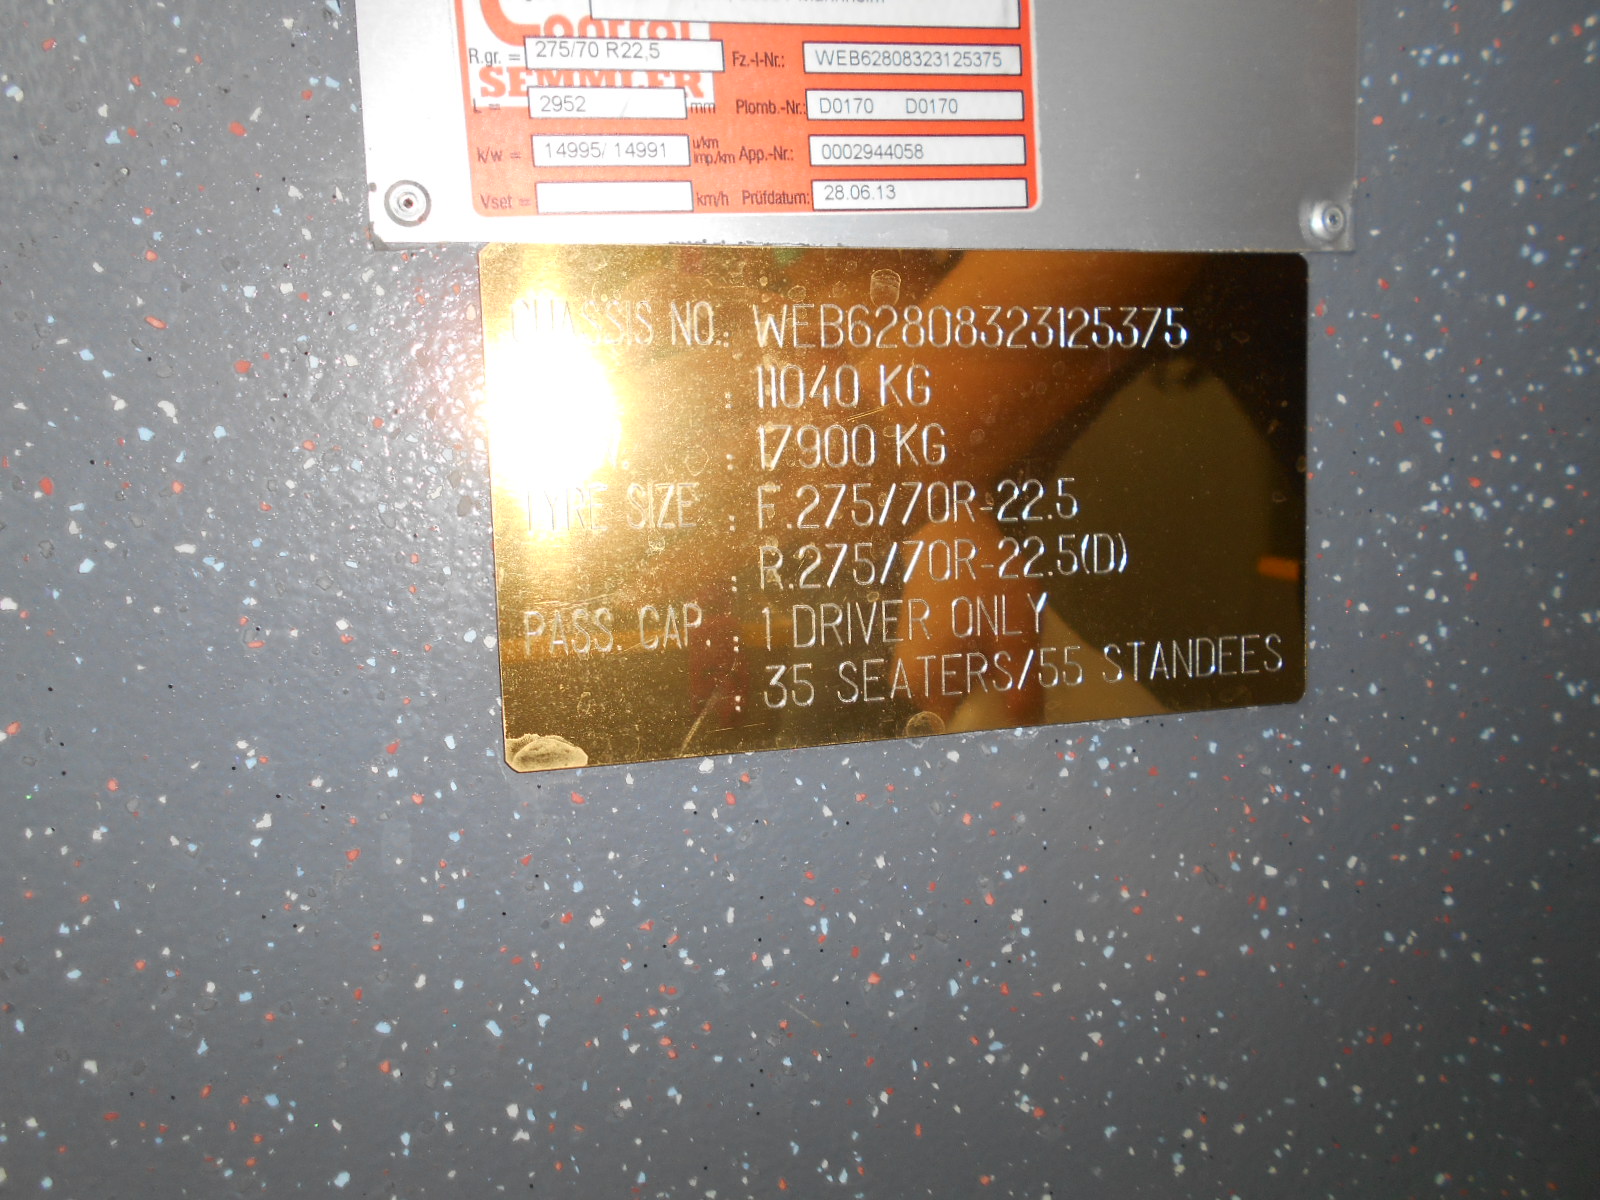 Control
SEMMLER
R.gr. = 275/70 R22,5 Fz.-I-Nr.: WEB62808323125375
L = 2952 mm Plomb.-Nr.: D0170 D0170
k/w = 14995/ 14991 u/km imp./km App.-Nr.: 0002944058
Vset = km/h Prüfdatum: 28.06.13
CHASSIS NO.: WEB62808323125375
: 11040 KG
: 17900 KG
TYRE SIZE : F.275/70R-22.5
: R.275/70R-22.5(D)
PASS. CAP. : 1 DRIVER ONLY
: 35 SEATERS/55 STANDEES